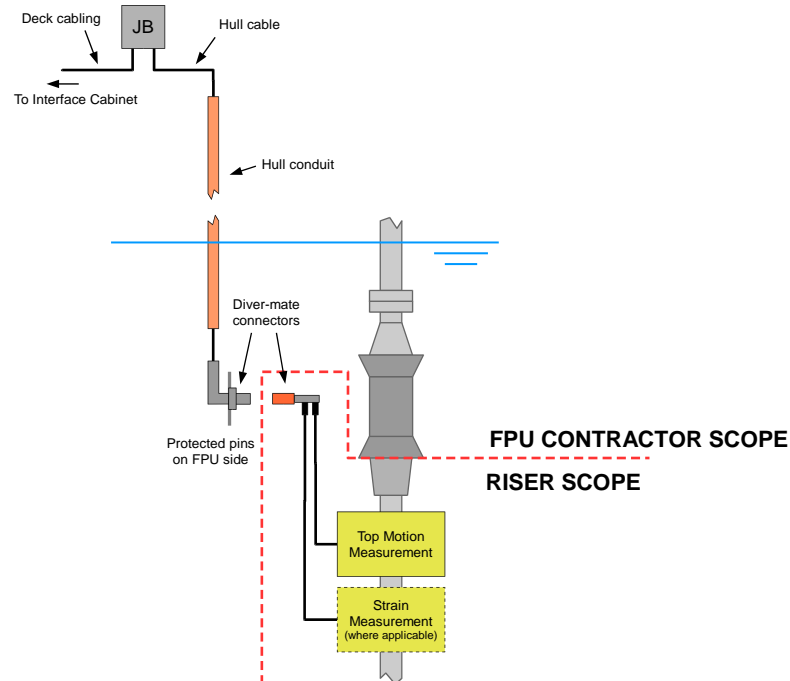 Deck cabling
JB
Hull cable
To Interface Cabinet
Hull conduit
Diver-mate
connectors
Protected pins
on FPU side
FPU CONTRACTOR SCOPE
RISER SCOPE
Top Motion
Measurement
Strain
Measurement
(where applicable)